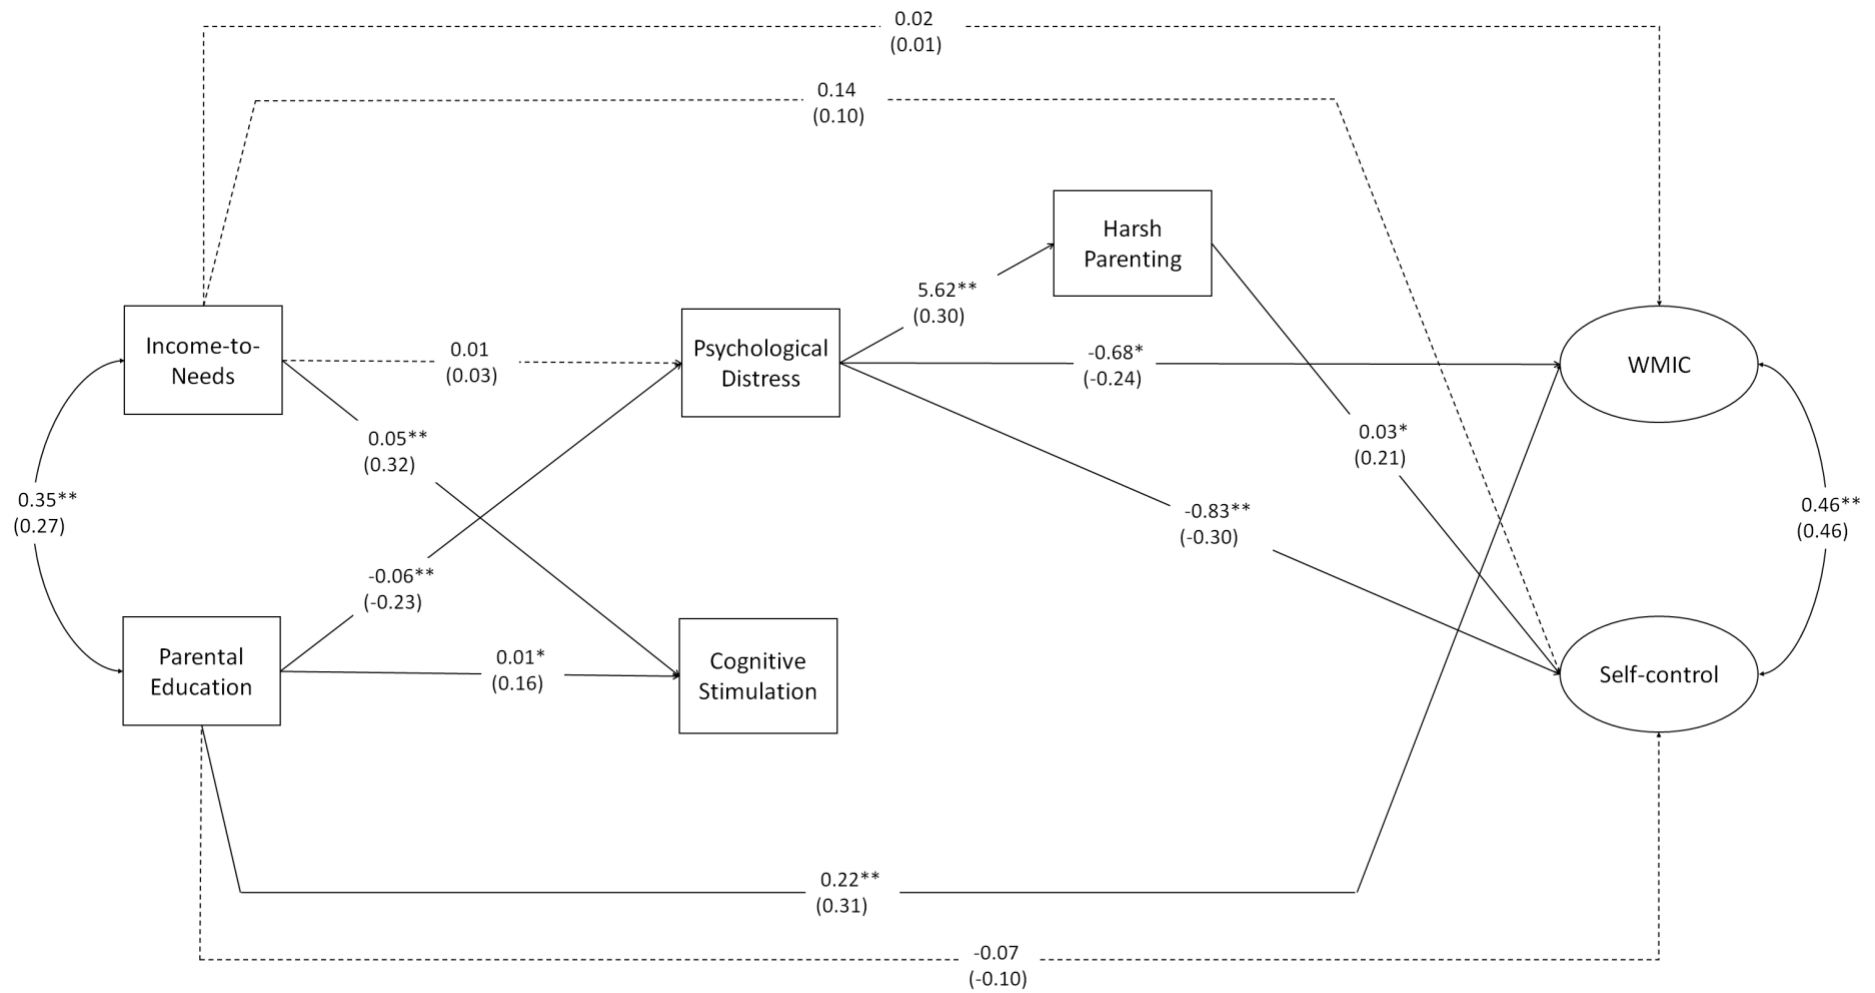 0.02
(0.01)
0.14
(0.10)
Harsh
Parenting
5.62**
(0.30)
Income-to-
Needs
0.01
(0.03)
Psychological
Distress
-0.68*
(-0.24)
WMIC
0.05**
(0.32)
0.03*
(0.21)
0.35**
(0.27)
-0.83**
(-0.30)
0.46**
(0.46)
-0.06**
(-0.23)
Parental
Education
0.01*
(0.16)
Cognitive
Stimulation
Self-control
0.22**
(0.31)
-0.07
(-0.10)